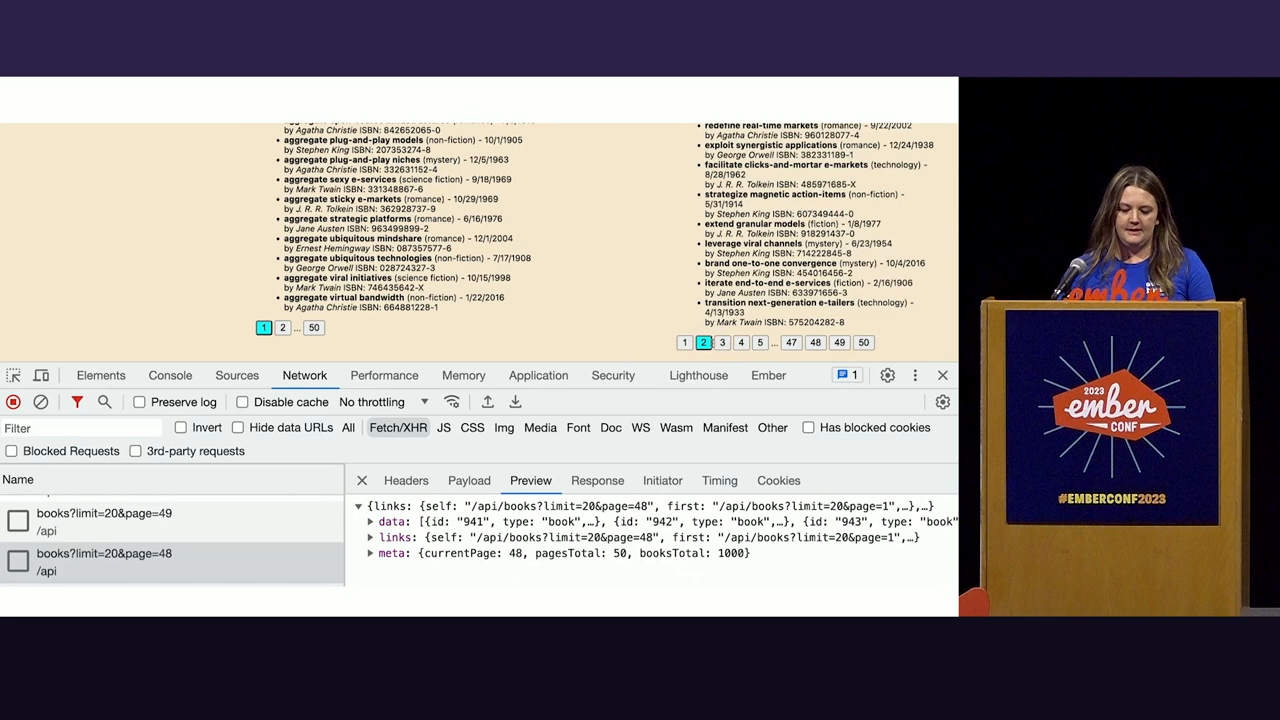 by Agatha Christie ISBN: 842652065-0
aggregate plug-and-play models (non-fiction) - 10/1/1905
by Stephen King ISBN: 207353274-8
aggregate plug-and-play niches (mystery) - 12/5/1963
by Agatha Christie ISBN: 332631152-4
aggregate sexy e-services (science fiction) - 9/18/1969
by Mark Twain ISBN: 331348867-6
aggregate sticky e-markets (romance) - 10/29/1969
by J. R. R. Tolkein ISBN: 362928737-9
aggregate strategic platforms (romance) - 6/16/1976
by Jane Austen ISBN: 963499899-2
aggregate ubiquitous mindshare (romance) - 12/1/2004
by Ernest Hemingway ISBN: 087357577-6
aggregate ubiquitous technologies (non-fiction) - 7/17/1908
by George Orwell ISBN: 028724327-3
aggregate viral initiatives (science fiction) - 10/15/1998
by Mark Twain ISBN: 746435642-X
aggregate virtual bandwidth (non-fiction) - 1/22/2016
by Agatha Christie ISBN: 664881228-1
1 2 ... 50
redefine real-time markets (romance) - 9/22/2002
by Agatha Christie ISBN: 960128077-4
exploit synergistic applications (romance) - 12/24/1938
by George Orwell ISBN: 382331189-1
facilitate clicks-and-mortar e-markets (technology) -
8/28/1962
by J. R. R. Tolkein ISBN: 485971685-X
strategize magnetic action-items (non-fiction) -
5/31/1914
by Stephen King ISBN: 607349444-0
extend granular models (fiction) - 1/8/1977
by J. R. R. Tolkein ISBN: 918291437-0
leverage viral channels (mystery) - 6/23/1954
by Stephen King ISBN: 714222845-8
brand one-to-one convergence (mystery) - 10/4/2016
by Stephen King ISBN: 454016456-2
iterate end-to-end e-services (fiction) - 2/16/1906
by Jane Austen ISBN: 633971656-3
transition next-generation e-tailers (technology) -
4/13/1933
by Mark Twain ISBN: 575204282-8
1 2 3 4 5 ... 47 48 49 50
Elements Console Sources Network Performance Memory Application Security Lighthouse Ember 1
Preserve log Disable cache No throttling
Filter Invert Hide data URLs All Fetch/XHR JS CSS Img Media Font Doc WS Wasm Manifest Other Has blocked cookies
Blocked Requests 3rd-party requests
Name
books?limit=20&page=49
/api
books?limit=20&page=48
/api
Headers Payload Preview Response Initiator Timing Cookies
{links: {self: "/api/books?limit=20&page=48", first: "/api/books?limit=20&page=1",…},…}
data: [{id: "941", type: "book",…}, {id: "942", type: "book",…}, {id: "943", type: "book"
links: {self: "/api/books?limit=20&page=48", first: "/api/books?limit=20&page=1",…}
meta: {currentPage: 48, pagesTotal: 50, booksTotal: 1000}
ember
2023
ember
CONF
#EMBERCONF2023